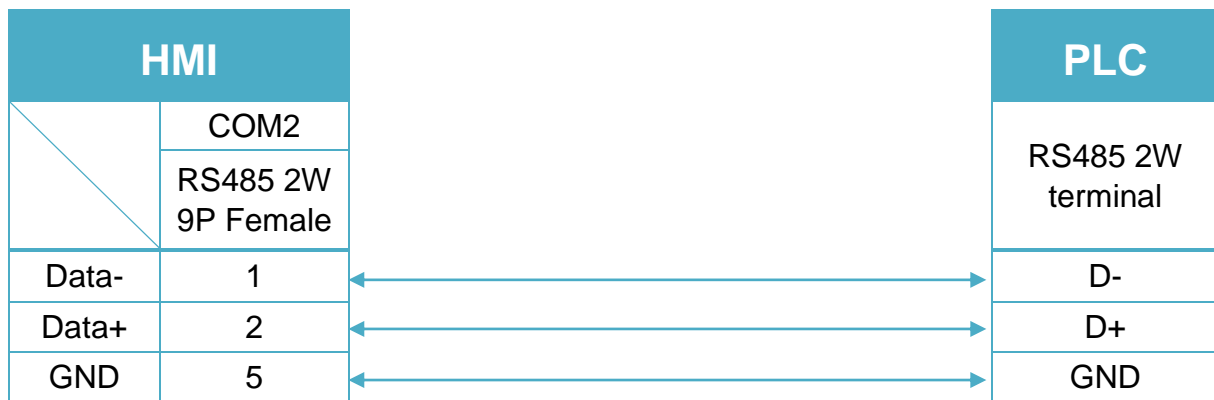 HMI
PLC
COM2
RS485 2W
9P Female
RS485 2W
terminal
Data- 1 D-
Data+ 2 D+
GND 5 GND